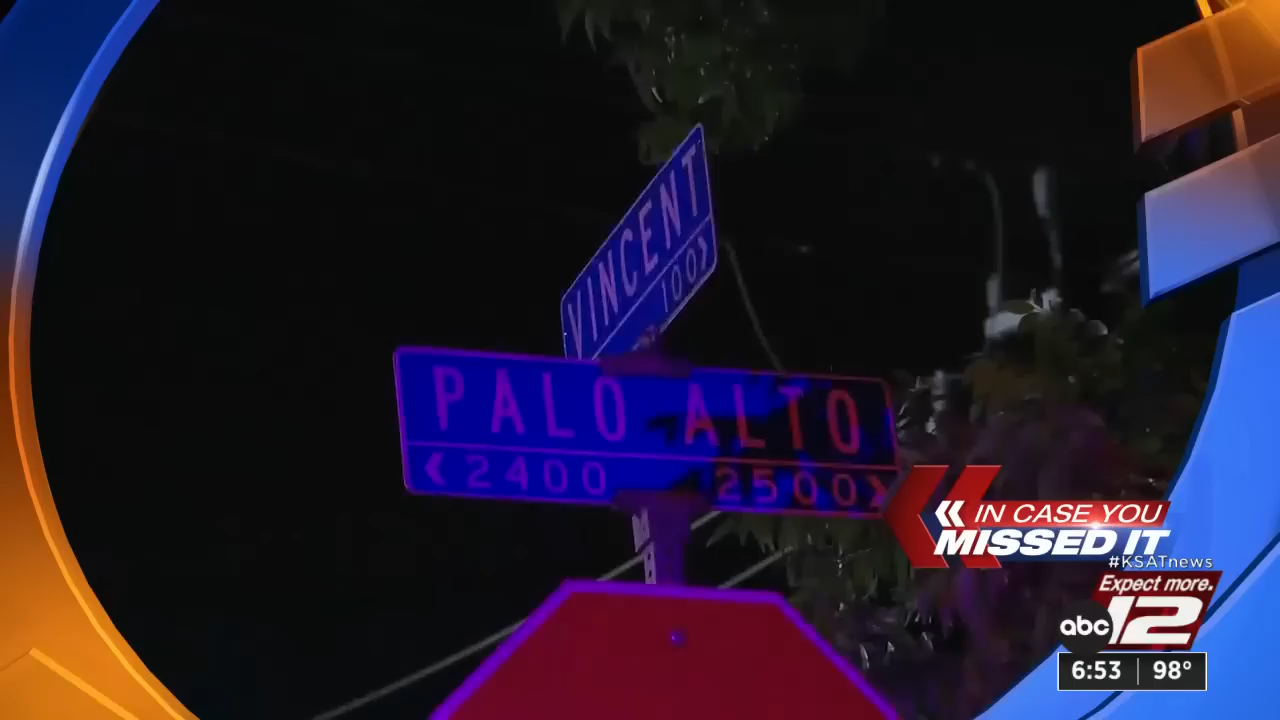 VINCENT
100>
PALO ALTO
<2400 2500>
IN CASE YOU
MISSED IT
#KSATnews
Expect more.
abc 12
6:53 98°